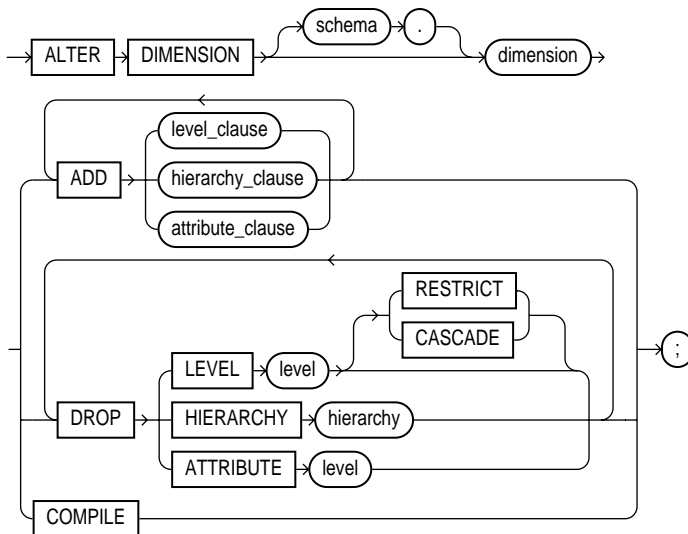 schema .
ALTER DIMENSION dimension
level_clause
ADD hierarchy_clause
attribute_clause
RESTRICT
CASCADE
LEVEL level ;
DROP HIERARCHY hierarchy
ATTRIBUTE level
COMPILE